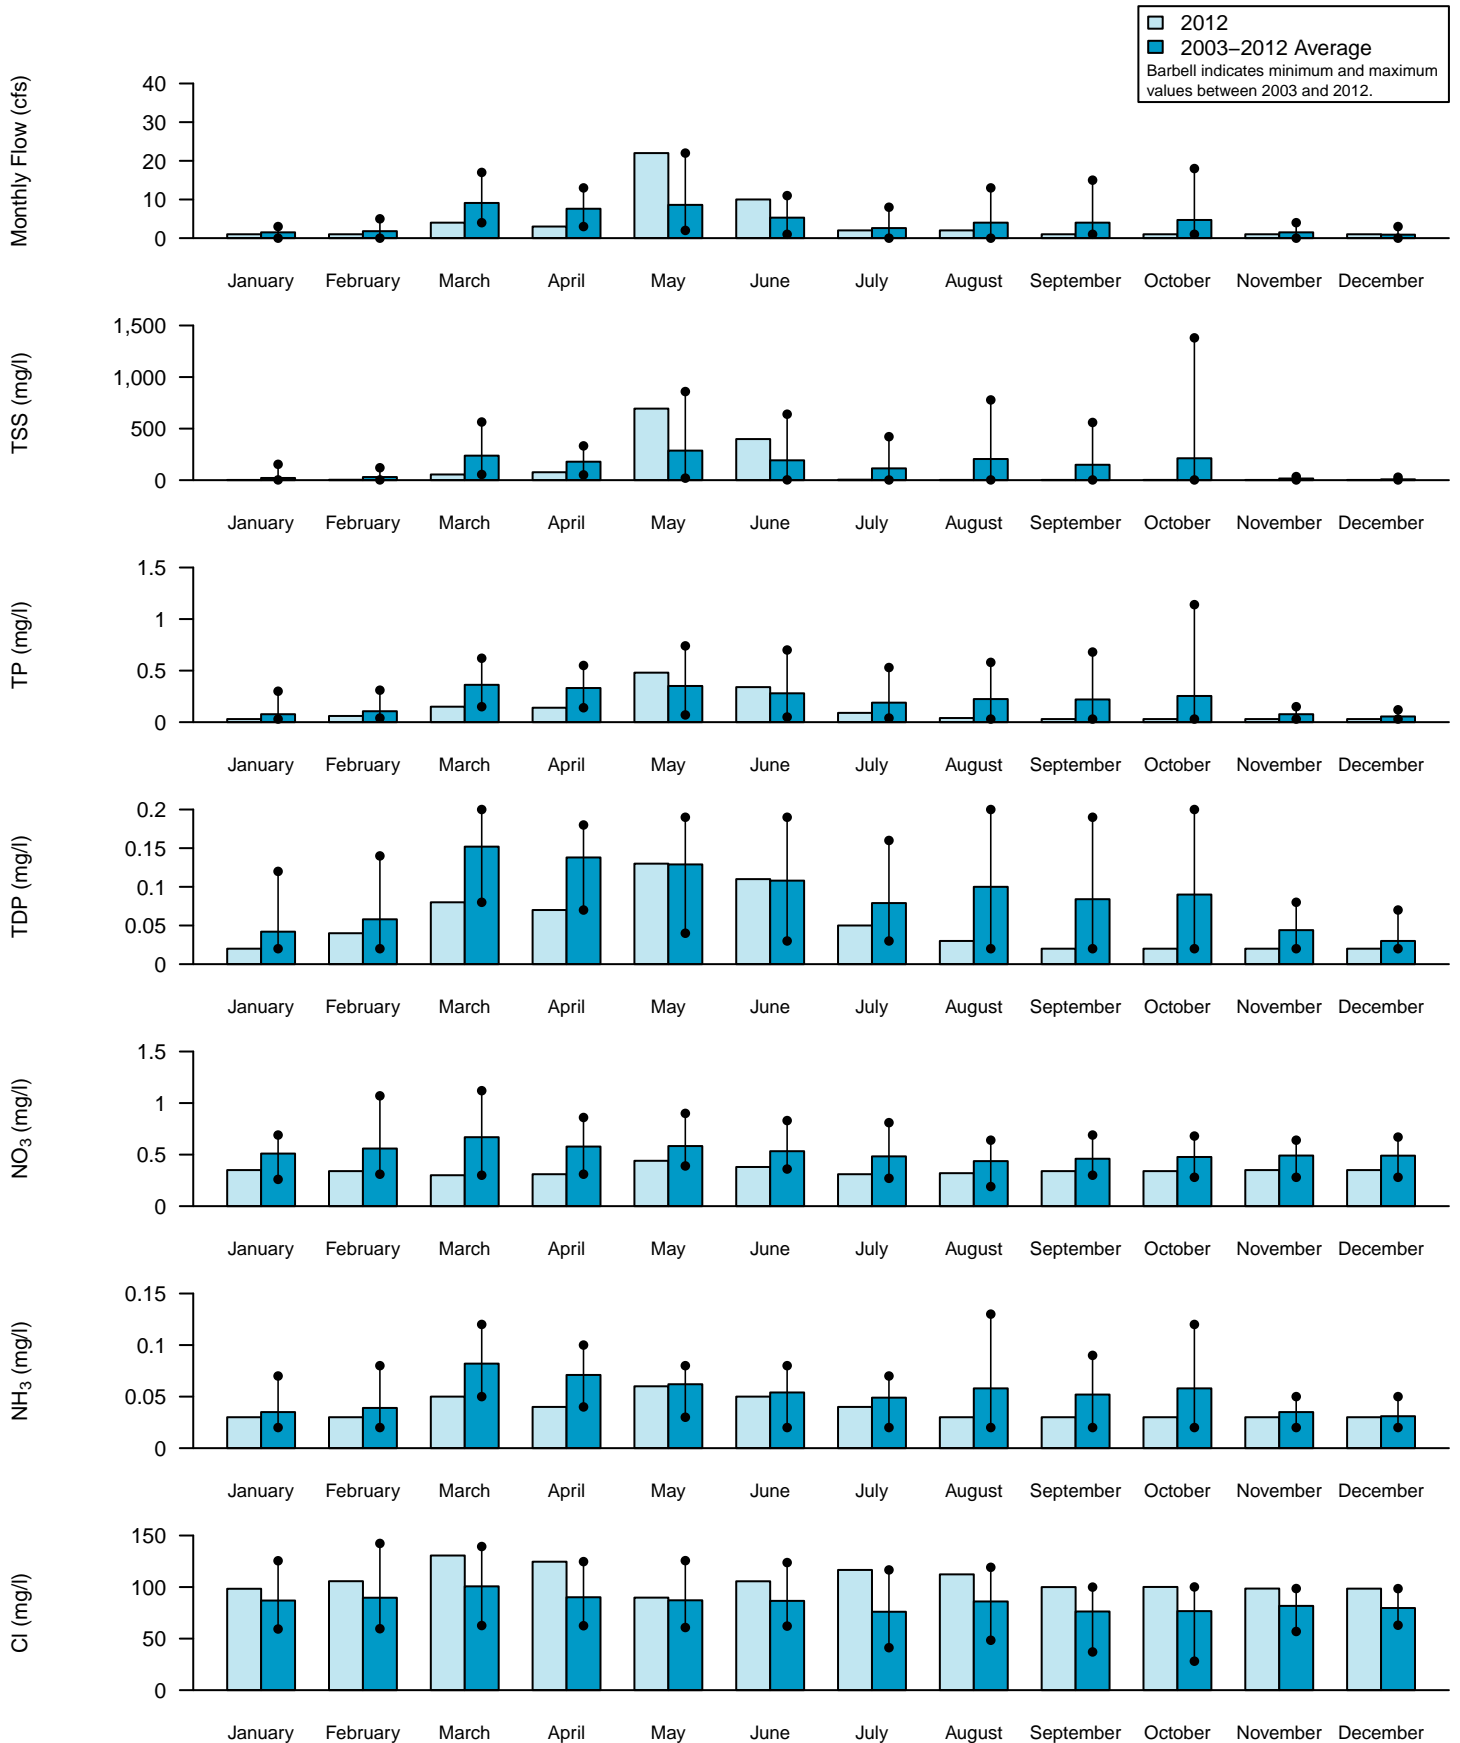 2012
2003–2012 Average
Barbell indicates minimum and maximum
values between 2003 and 2012.
Monthly Flow (cfs)
40
30
20
10
0
January February March April May June July August September October November December
TSS (mg/l)
1,500
1,000
500
0
January February March April May June July August September October November December
TP (mg/l)
1.5
1
0.5
0
January February March April May June July August September October November December
TDP (mg/l)
0.2
0.15
0.1
0.05
0
January February March April May June July August September October November December
NO3 (mg/l)
1.5
1
0.5
0
January February March April May June July August September October November December
NH3 (mg/l)
0.15
0.1
0.05
0
January February March April May June July August September October November December
Cl (mg/l)
150
100
50
0
January February March April May June July August September October November December